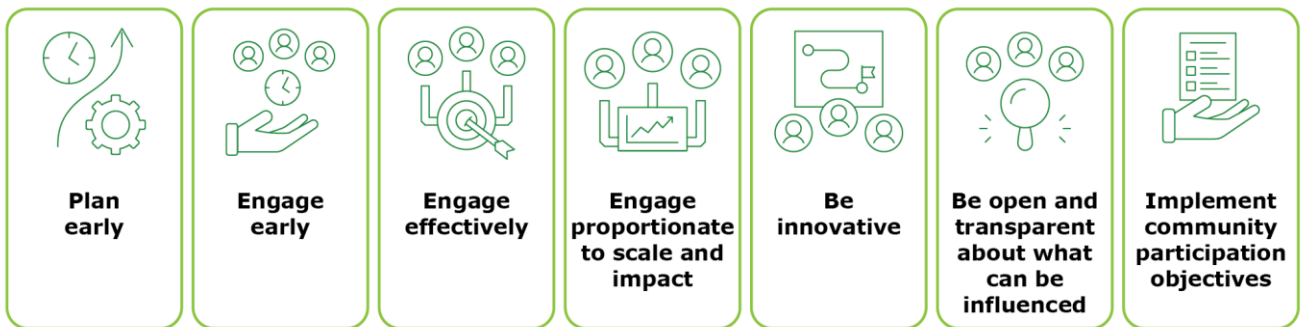 Plan
early
Engage
early
Engage
effectively
Engage
proportionate
to scale and
impact
Be
innovative
Be open and
transparent
about what
can be
influenced
Implement
community
participation
objectives